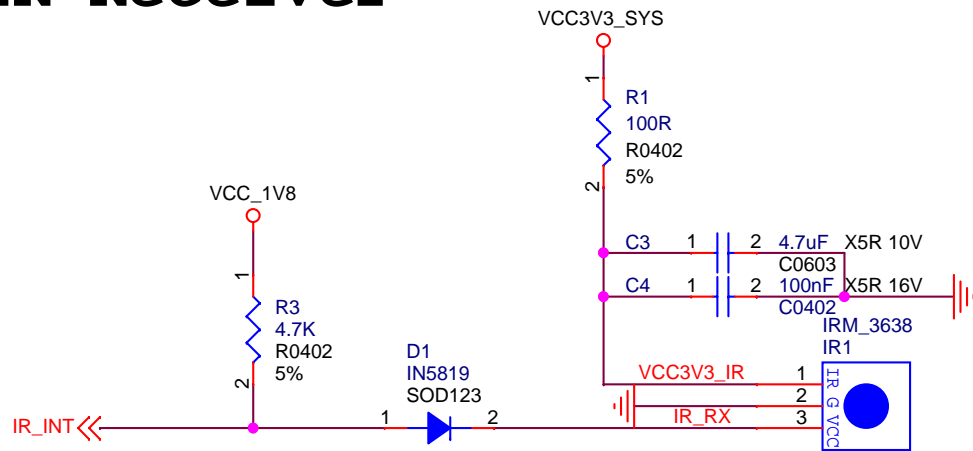 VCC3V3_SYS
1
R1
100R
R0402
5%
2
VCC_1V8
1
R3
4.7K
R0402
5%
2
C3 1 2 4.7uF X5R 10V
C0603
C4 1 2 100nF X5R 16V
C0402
IRM_3638
IR1
VCC3V3_IR 1 IR
2 G
IR_RX 3 VCC
D1
IN5819
SOD123
IR_INT 1 2